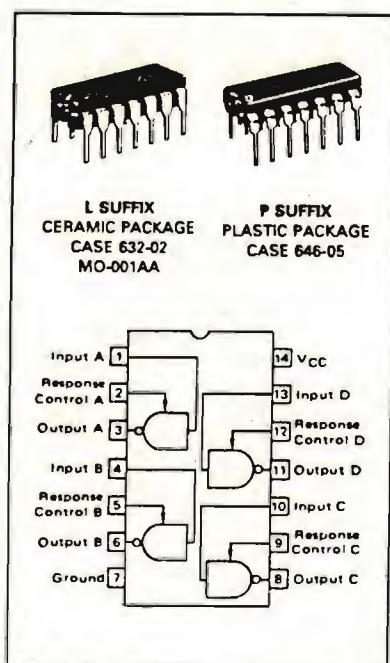 L SUFFIX
CERAMIC PACKAGE
CASE 632-02
MO-001AA
P SUFFIX
PLASTIC PACKAGE
CASE 646-05
Input A 1
Response
Control A 2
Output A 3
Input B 4
Response
Control B 5
Output B 6
Ground 7
14 VCC
13 Input D
12 Response
Control D
11 Output D
10 Input C
9 Response
Control C
8 Output C